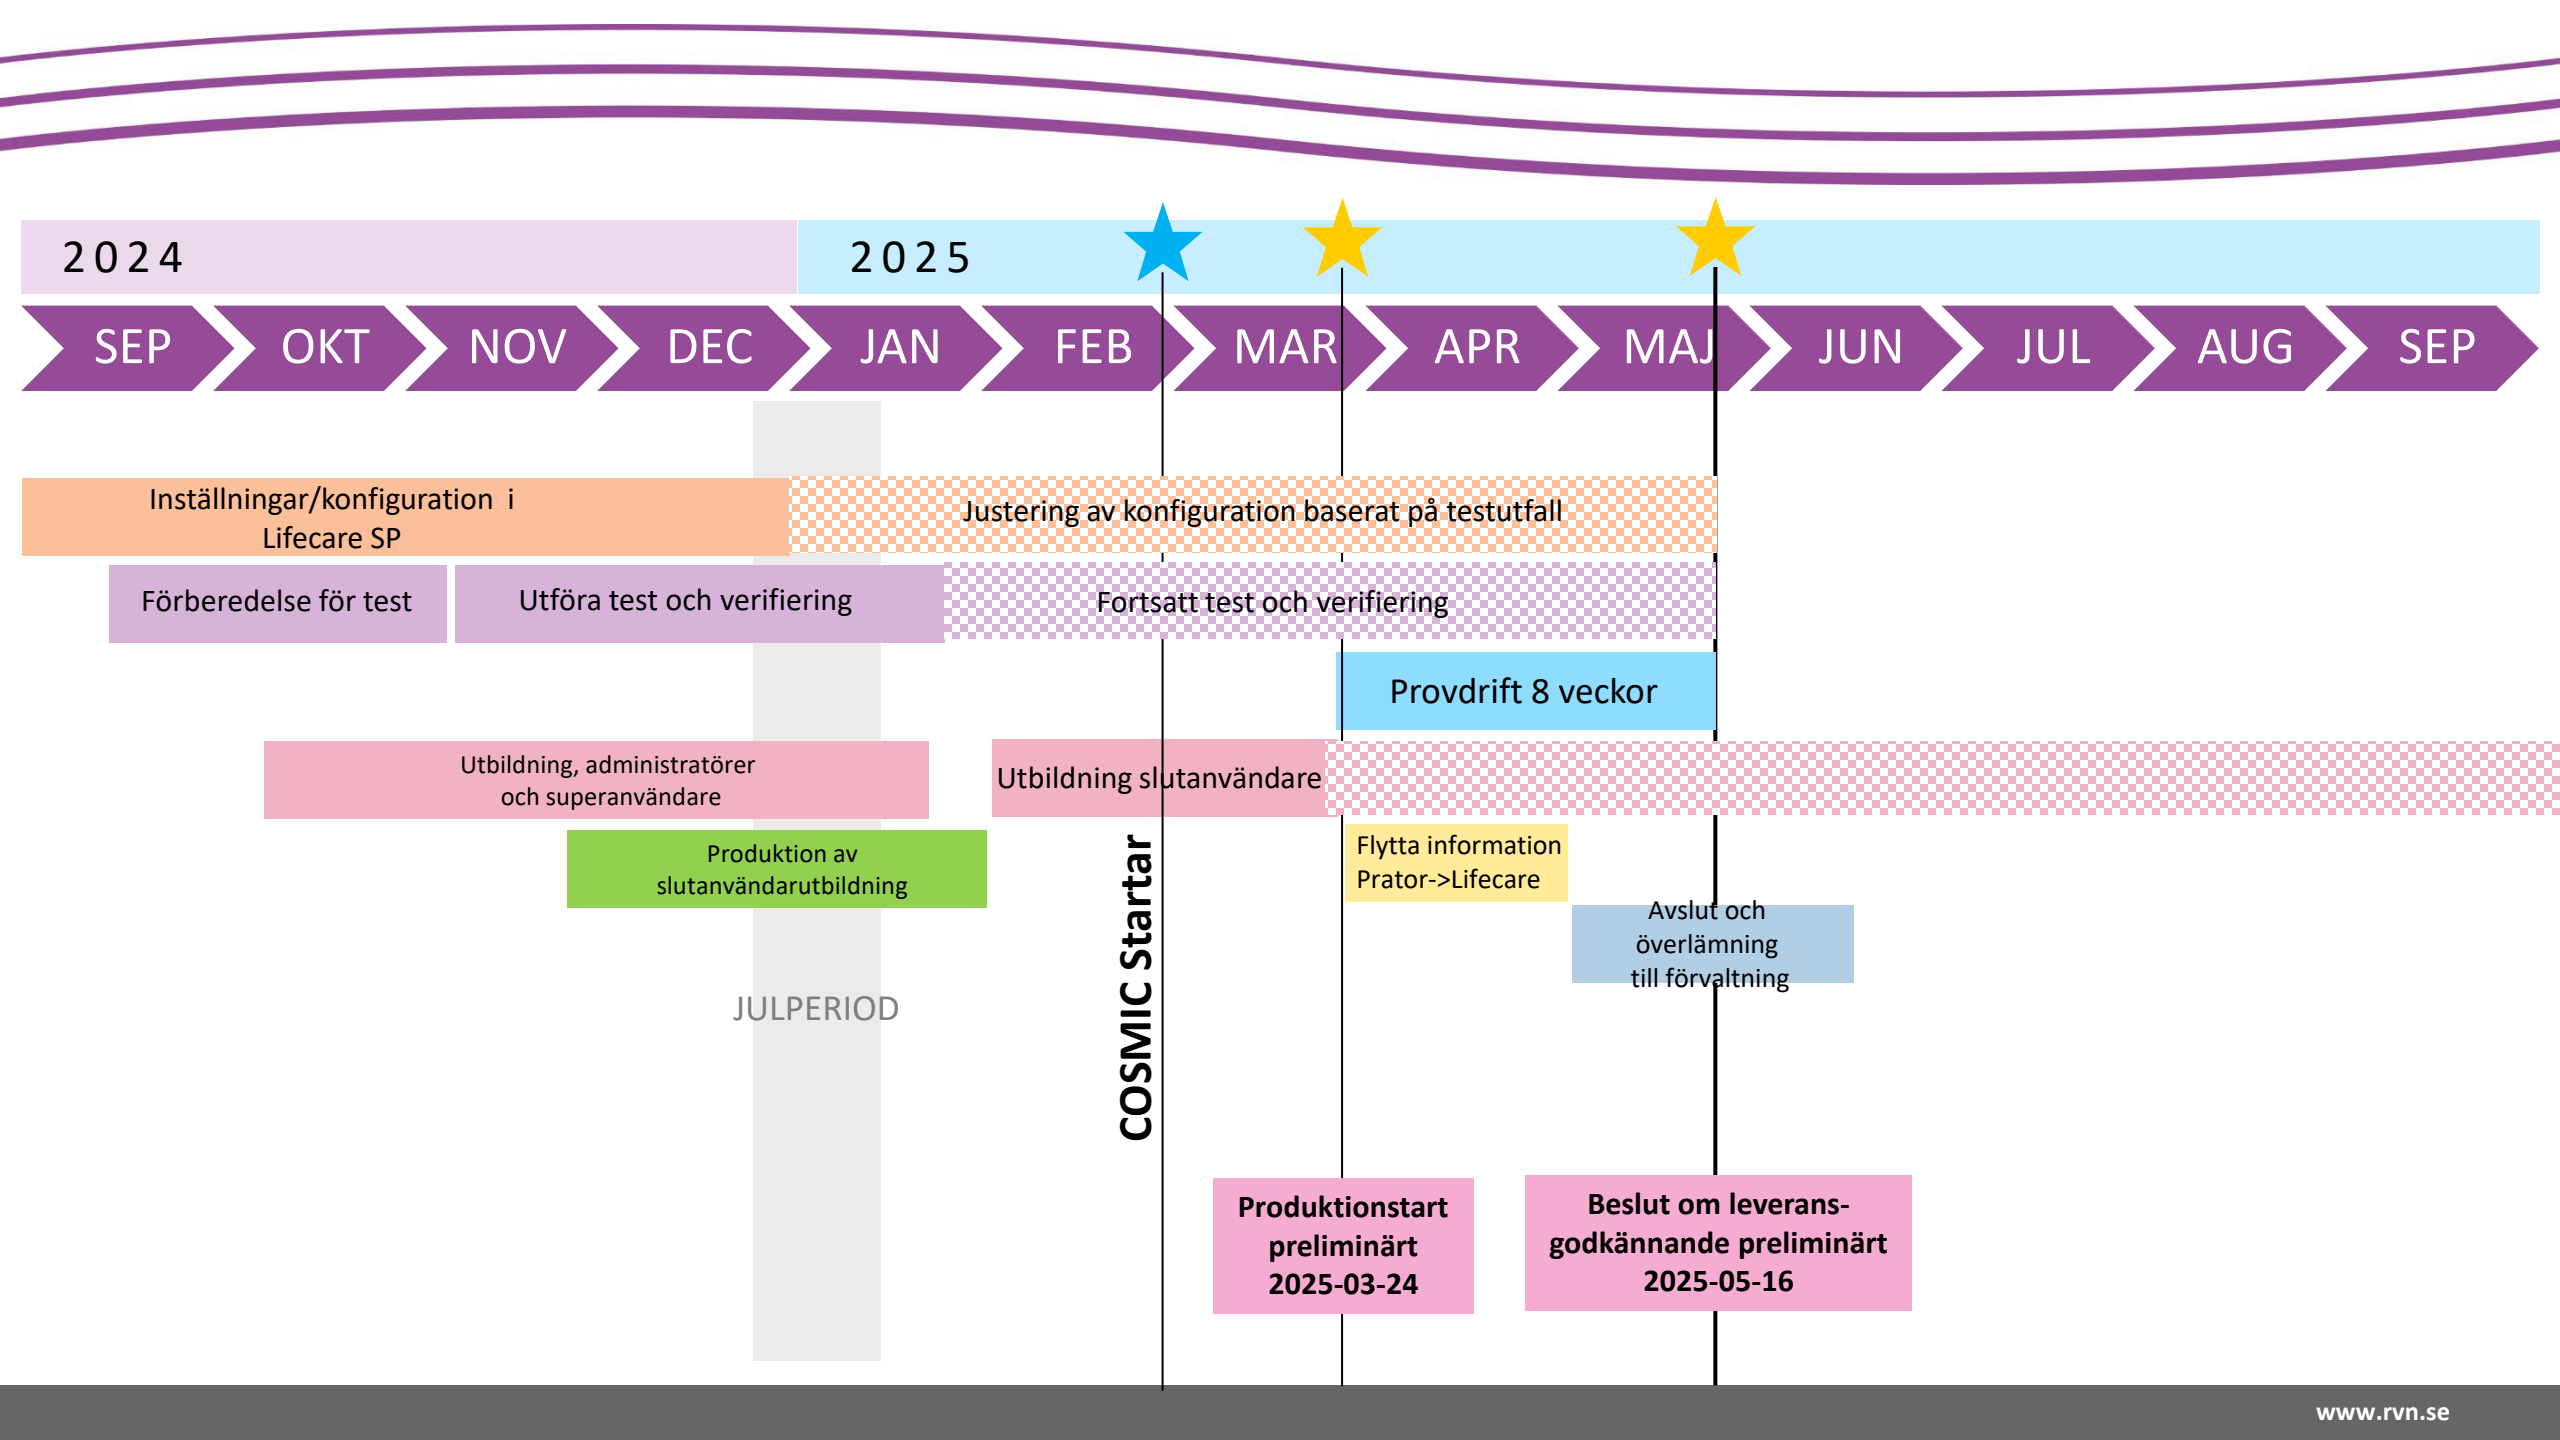 2024
2025
SEP
OKT
NOV
DEC
JAN
FEB
MAR
APR
MAJ
JUN
JUL
AUG
SEP
Inställningar/konfiguration i
Lifecare SP
Justering av konfiguration baserat på testutfall
Förberedelse för test
Utföra test och verifiering
Fortsatt test och verifiering
Provdrift 8 veckor
Utbildning, administratörer
och superanvändare
Utbildning slutanvändare
Produktion av
slutanvändarutbildning
Flytta information
Prator->Lifecare
Avslut och
överlämning
till förvaltning
COSMIC Startar
JULPERIOD
Produktionstart
preliminärt
2025-03-24
Beslut om leverans-
godkännande preliminärt
2025-05-16
www.rvn.se